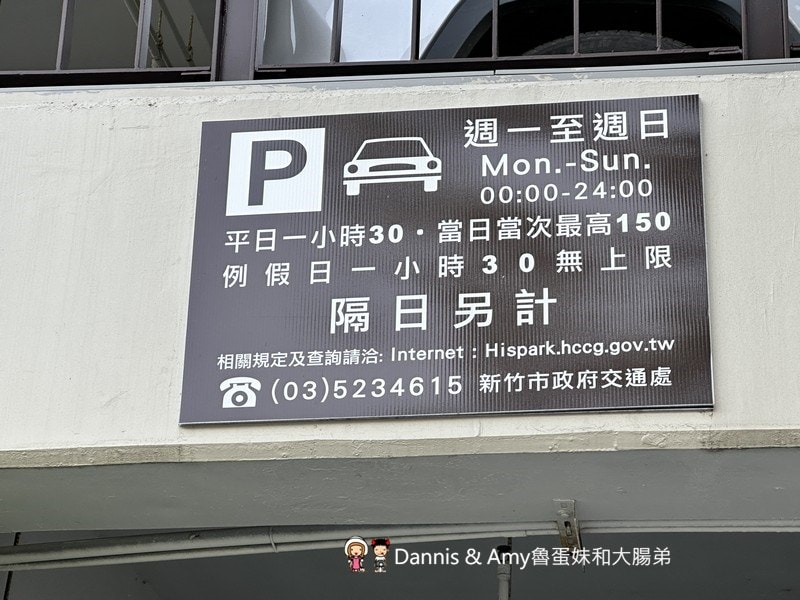 P
週一至週日
Mon.-Sun.
00:00-24:00
平日一小時30・當日當次最高150
例假日一小時30無上限
隔日另計
相關規定及查詢請洽: Internet : Hispark.hccg.gov.tw
(03)5234615 新竹市政府交通處
Dannis & Amy魯蛋妹和大腸弟